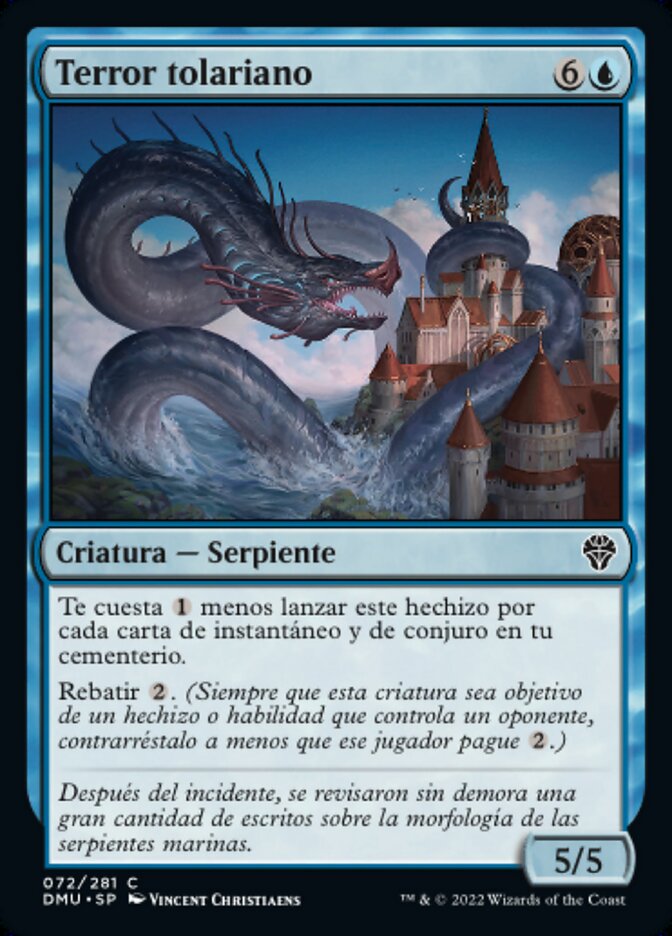 Terror tolariano 6
Criatura — Serpiente
Te cuesta 1 menos lanzar este hechizo por
cada carta de instantáneo y de conjuro en tu
cementerio.
Rebatir 2. (Siempre que esta criatura sea objetivo
de un hechizo o habilidad que controla un oponente,
contrarréstalo a menos que ese jugador pague 2.)
Después del incidente, se revisaron sin demora una
gran cantidad de escritos sobre la morfología de las
serpientes marinas.
5/5
072/281 C
DMU • SP Vincent Christiaens
™ & © 2022 Wizards of the Coast